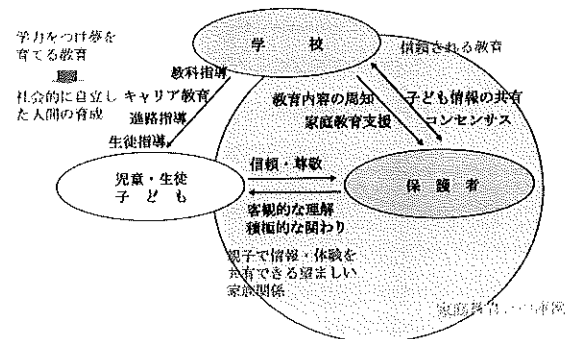 学力をつけ夢を
育てる教育
社会的に自立し
た人間の育成
学 校
信頼される教育
教科指導
キャリア教育
進路指導
生徒指導
教育内容の周知
家庭教育支援
子ども情報の共有
コンセンサス
児童・生徒
子 ど も
信頼・尊敬
保 護 者
客観的な理解
積極的な関わり
親子で情報・体験を
共有できる望ましい
家族関係